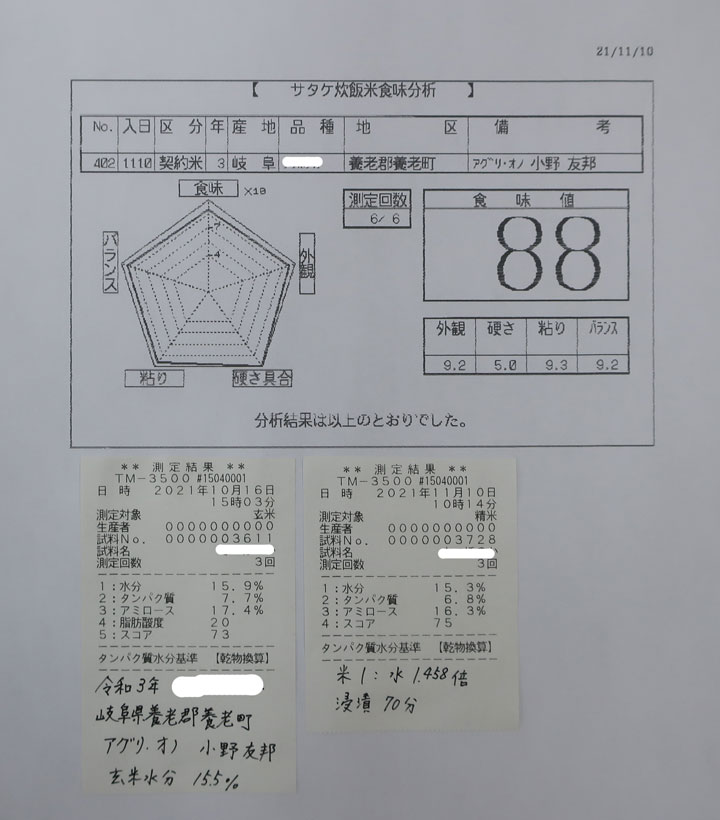 21/11/10
【 サタケ炊飯米食味分析 】
No. 入日 区分 年 産地 品種 地区 備考
402 1110 契約米 3 岐阜 養老郡養老町 アグリ・オノ 小野 友邦
食味 ×10
7
4
バランス
外観
粘り
硬さ具合
測定回数
6/ 6
食味値
88
外観 硬さ 粘り バランス
9.2 5.0 9.3 9.2
分析結果は以上のとおりでした。
** 測定結果 **
TM-3500 #15040001
日 時 2021年10月16日
15時03分
測定対象 玄米
生産者 0000000000
試料No. 0000003611
試料名
測定回数 3回
1:水分 15.9%
2:タンパク質 7.7%
3:アミロース 17.4%
4:脂肪酸度 20
5:スコア 73
タンパク質水分基準 【乾物換算】
令和3年
岐阜県養老郡養老町
アグリ・オノ 小野友邦
玄米水分 15.5%
** 測定結果 **
TM-3500 #15040001
日 時 2021年11月10日
10時14分
測定対象 精米
生産者 0000000000
試料No. 0000003728
試料名
測定回数 3回
1:水分 15.3%
2:タンパク質 6.8%
3:アミロース 16.3%
4:スコア 75
タンパク質水分基準 【乾物換算】
米1:水1.458倍
浸漬 70分